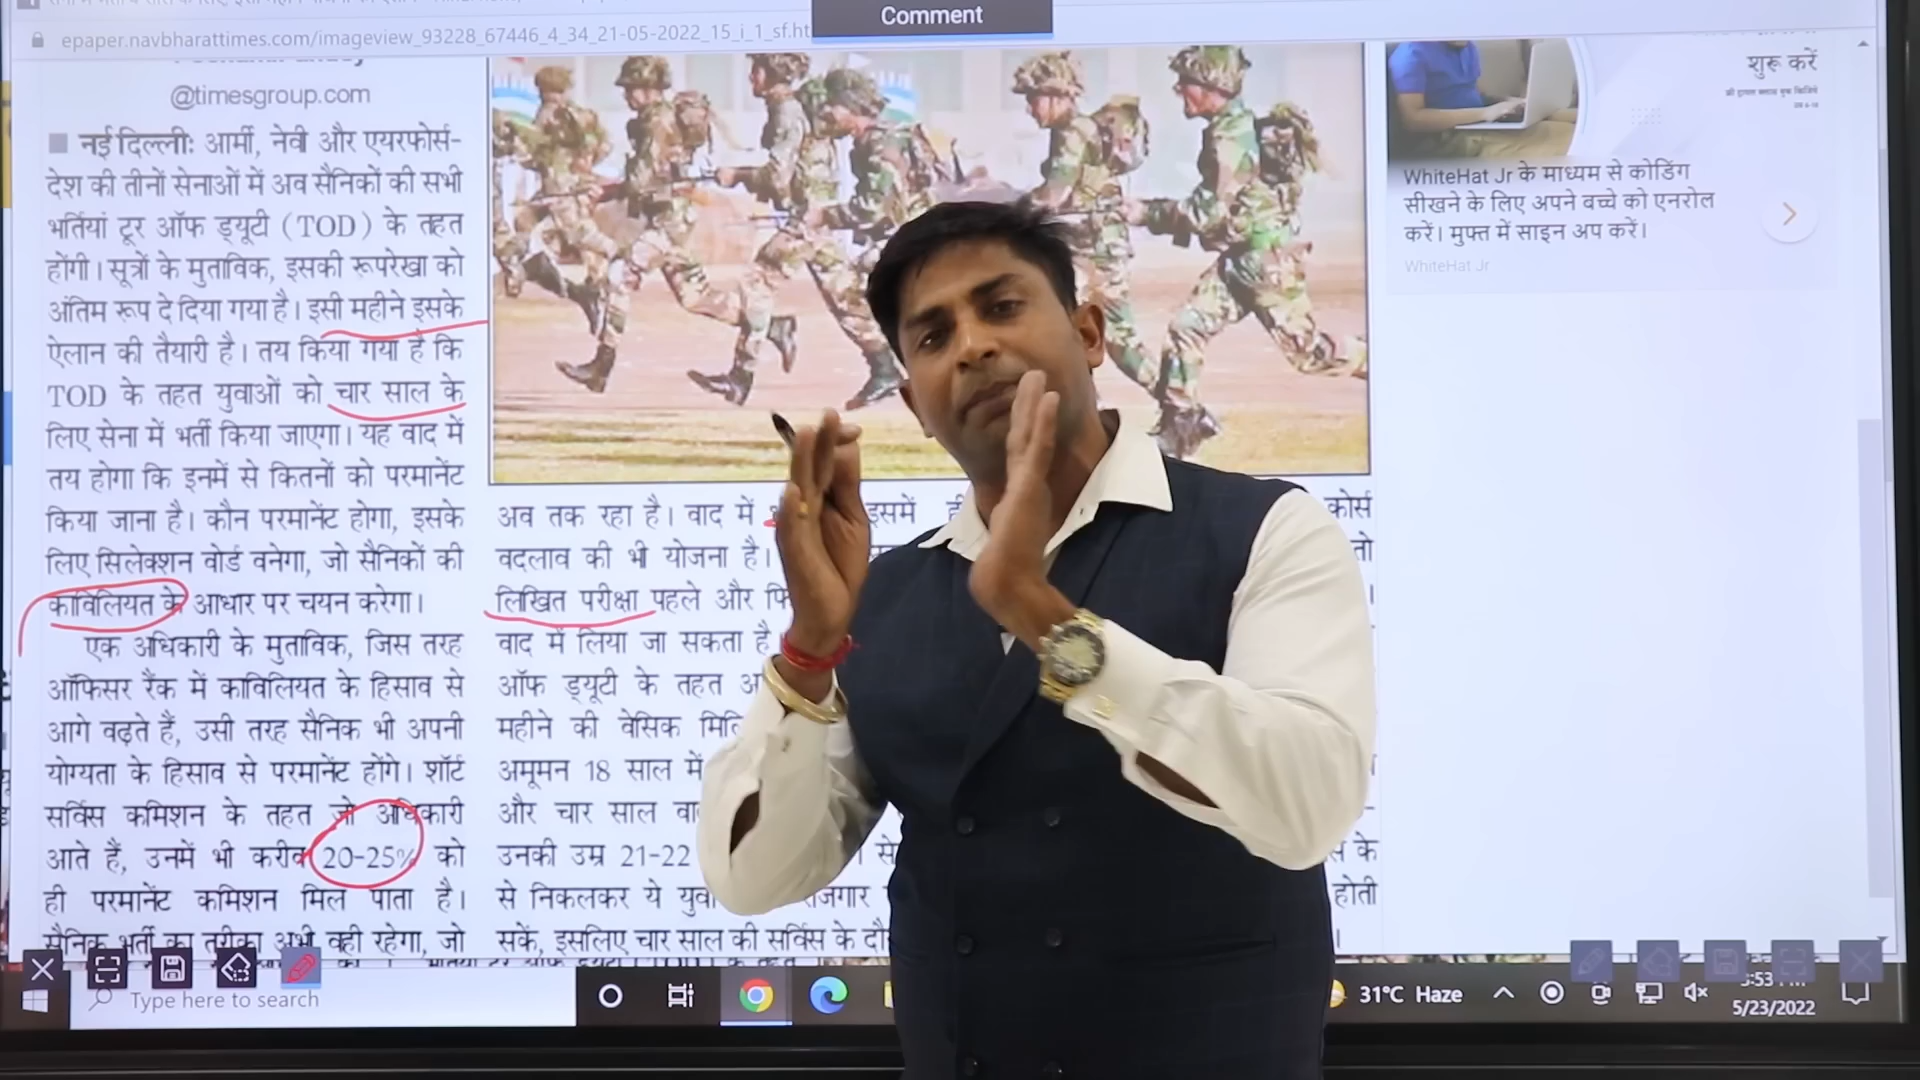 Comment
epaper.navbharattimes.com/imageview_93228_67446_4_34_21-05-2022_15_i_1_sf.ht
@timesgroup.com
नई दिल्ली: आर्मी, नेवी और एयरफोर्स-
देश की तीनों सेनाओं में अब सैनिकों की सभी
भर्तियां टूर ऑफ ड्यूटी (TOD) के तहत
होंगी। सूत्रों के मुताबिक, इसकी रूपरेखा को
अंतिम रूप दे दिया गया है। इसी महीने इसके
ऐलान की तैयारी है। तय किया गया है कि
TOD के तहत युवाओं को चार साल के
लिए सेना में भर्ती किया जाएगा। यह बाद में
तय होगा कि इनमें से कितनों को परमानेंट
किया जाना है। कौन परमानेंट होगा, इसके
लिए सिलेक्शन बोर्ड बनेगा, जो सैनिकों की
काबिलियत के आधार पर चयन करेगा।
एक अधिकारी के मुताबिक, जिस तरह
ऑफिसर रैंक में काबिलियत के हिसाब से
आगे बढ़ते हैं, उसी तरह सैनिक भी अपनी
योग्यता के हिसाब से परमानेंट होंगे। शॉर्ट
सर्विस कमिशन के तहत जो अधिकारी
आते हैं, उनमें भी करीब 20-25% को
ही परमानेंट कमिशन मिल पाता है।
सैनिक भर्ती का तरीका अभी वही रहेगा, जो
अब तक रहा है। बाद में इसमें
बदलाव की भी योजना है।
लिखित परीक्षा पहले और
बाद में लिया जा सकता है
ऑफ ड्यूटी के तहत
महीने की बेसिक
अमूमन 18 साल में
और चार साल
उनकी उम्र 21-22 से
से निकलकर ये
सकें, इसलिए चार साल की सर्विस के
कोर्स
तो
के
होती
शुरू करें
WhiteHat Jr के माध्यम से कोडिंग
सीखने के लिए अपने बच्चे को एनरोल
करें। मुफ्त में साइन अप करें।
WhiteHat Jr
Type here to search
31°C Haze
5/23/2022